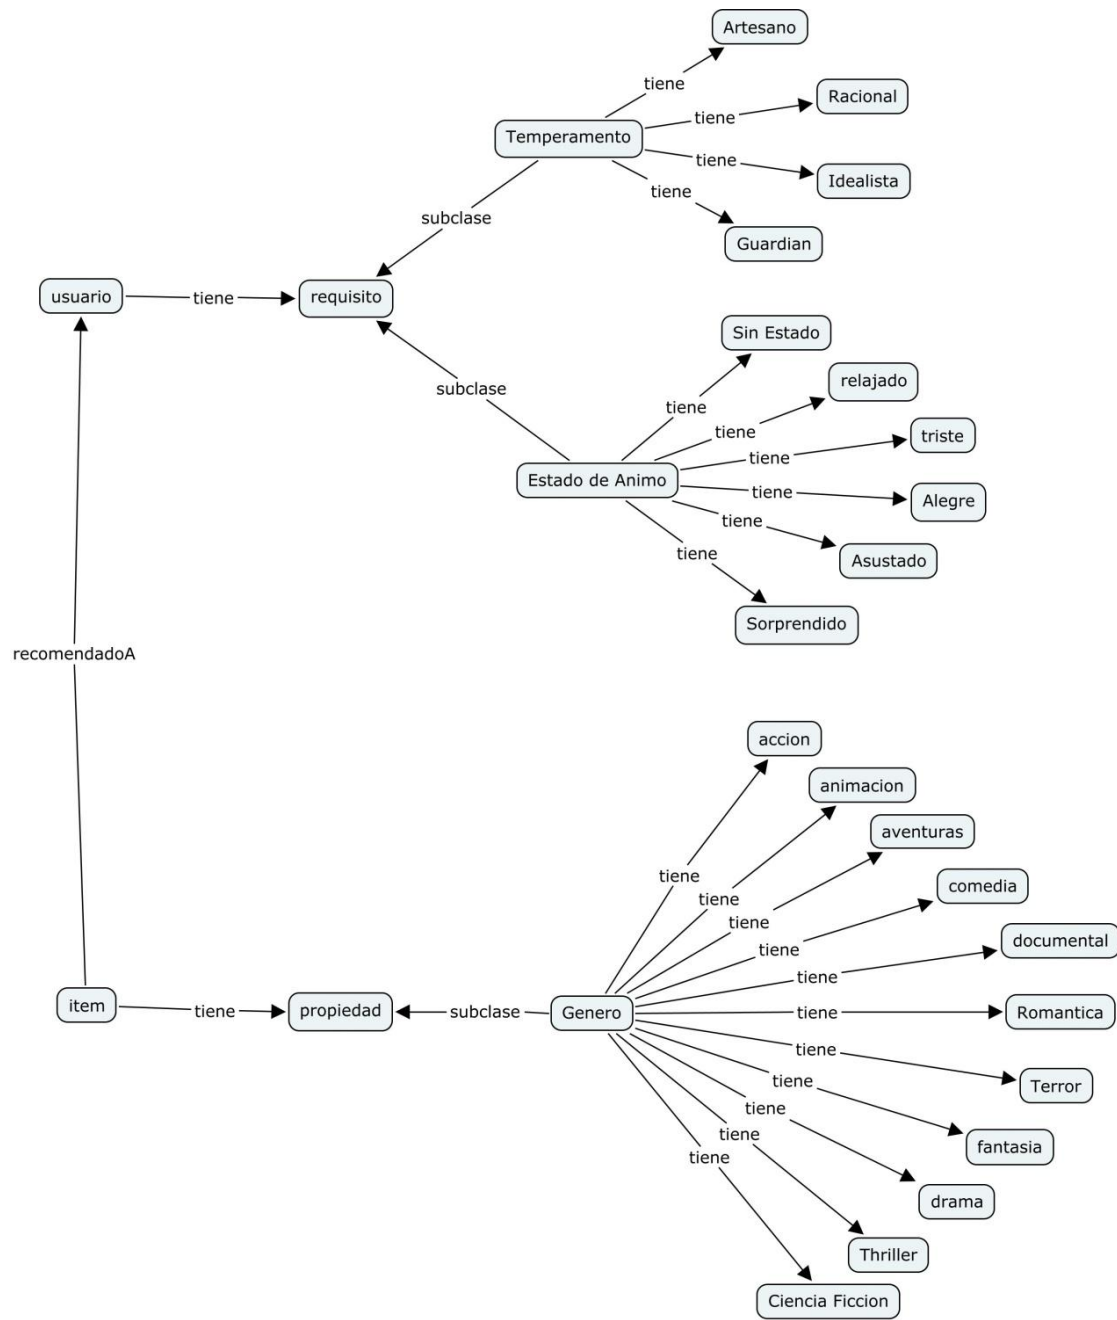 Artesano
tiene
Racional
tiene
Temperamento
tiene
Idealista
tiene
subclase
Guardian
usuario
tiene
requisito
Sin Estado
relajado
subclase
tiene
tiene
triste
tiene
Estado de Animo
tiene
Alegre
tiene
tiene
Asustado
Sorprendido
recomendadoA
accion
animacion
aventuras
tiene
comedia
tiene
tiene
documental
tiene
tiene
item
tiene
propiedad
subclase
Genero
tiene
Romantica
tiene
Terror
tiene
tiene
fantasia
tiene
tiene
drama
Thriller
Ciencia Ficcion